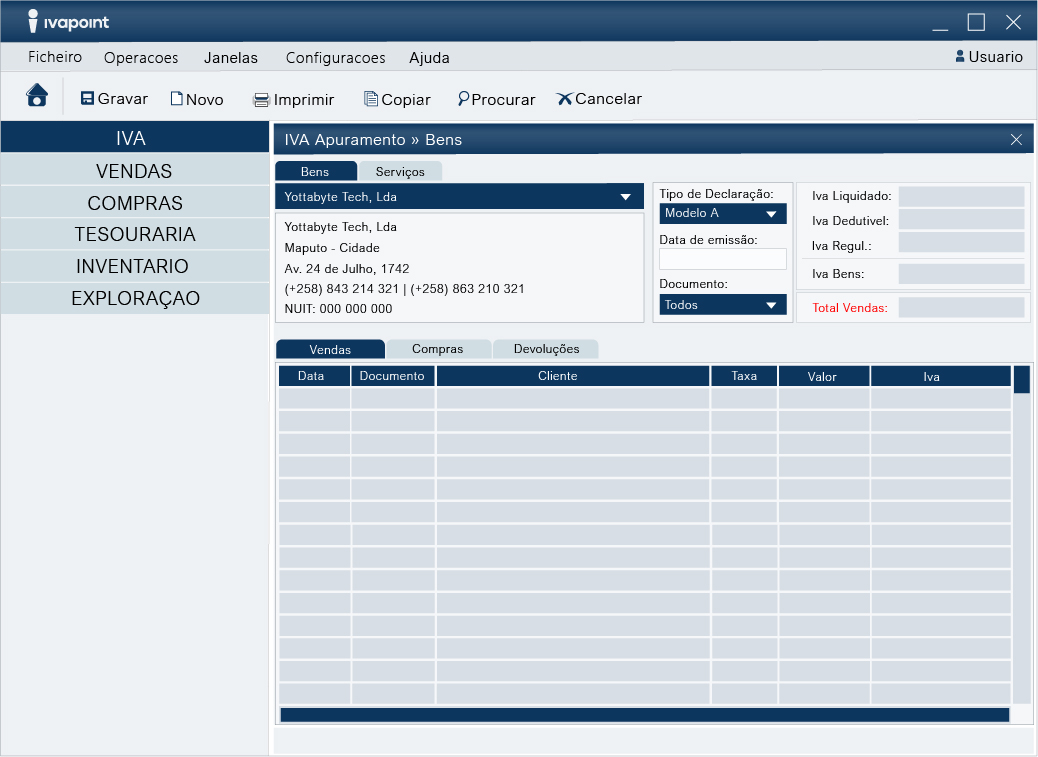 ivapoint
Ficheiro Operacoes Janelas Configuracoes Ajuda Usuario
Gravar Novo Imprimir Copiar Procurar Cancelar
IVA
VENDAS
COMPRAS
TESOURARIA
INVENTARIO
EXPLORAÇAO
IVA Apuramento » Bens
Bens Serviços
Yottabyte Tech, Lda
Yottabyte Tech, Lda
Maputo - Cidade
Av. 24 de Julho, 1742
(+258) 843 214 321 | (+258) 863 210 321
NUIT: 000 000 000
Tipo de Declaração:
Modelo A
Data de emissão:
Documento:
Todos
Iva Liquidado:
Iva Dedutivel:
Iva Regul.:
Iva Bens:
Total Vendas:
Vendas Compras Devoluções
Data Documento Cliente Taxa Valor Iva